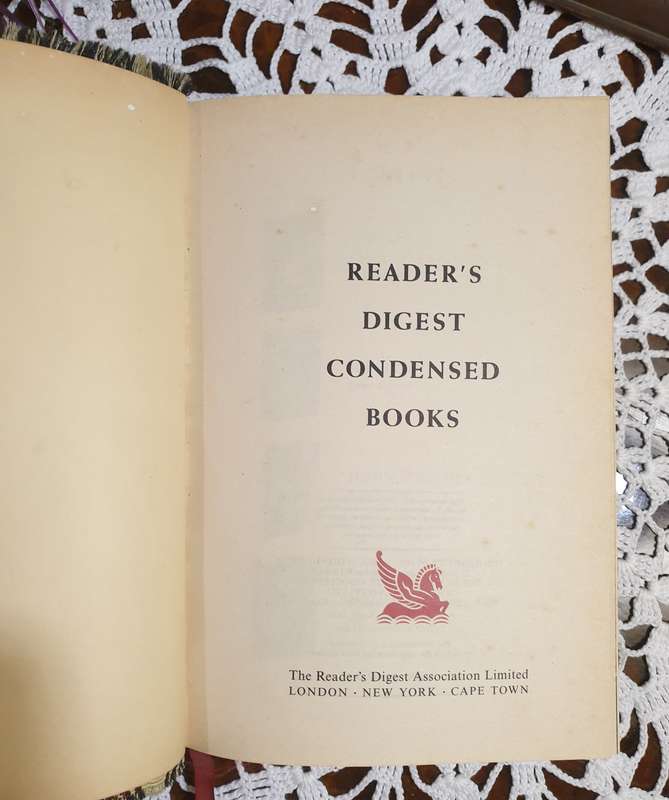 READER'S
DIGEST
CONDENSED
BOOKS
The Reader's Digest Association Limited
LONDON · NEW YORK · CAPE TOWN